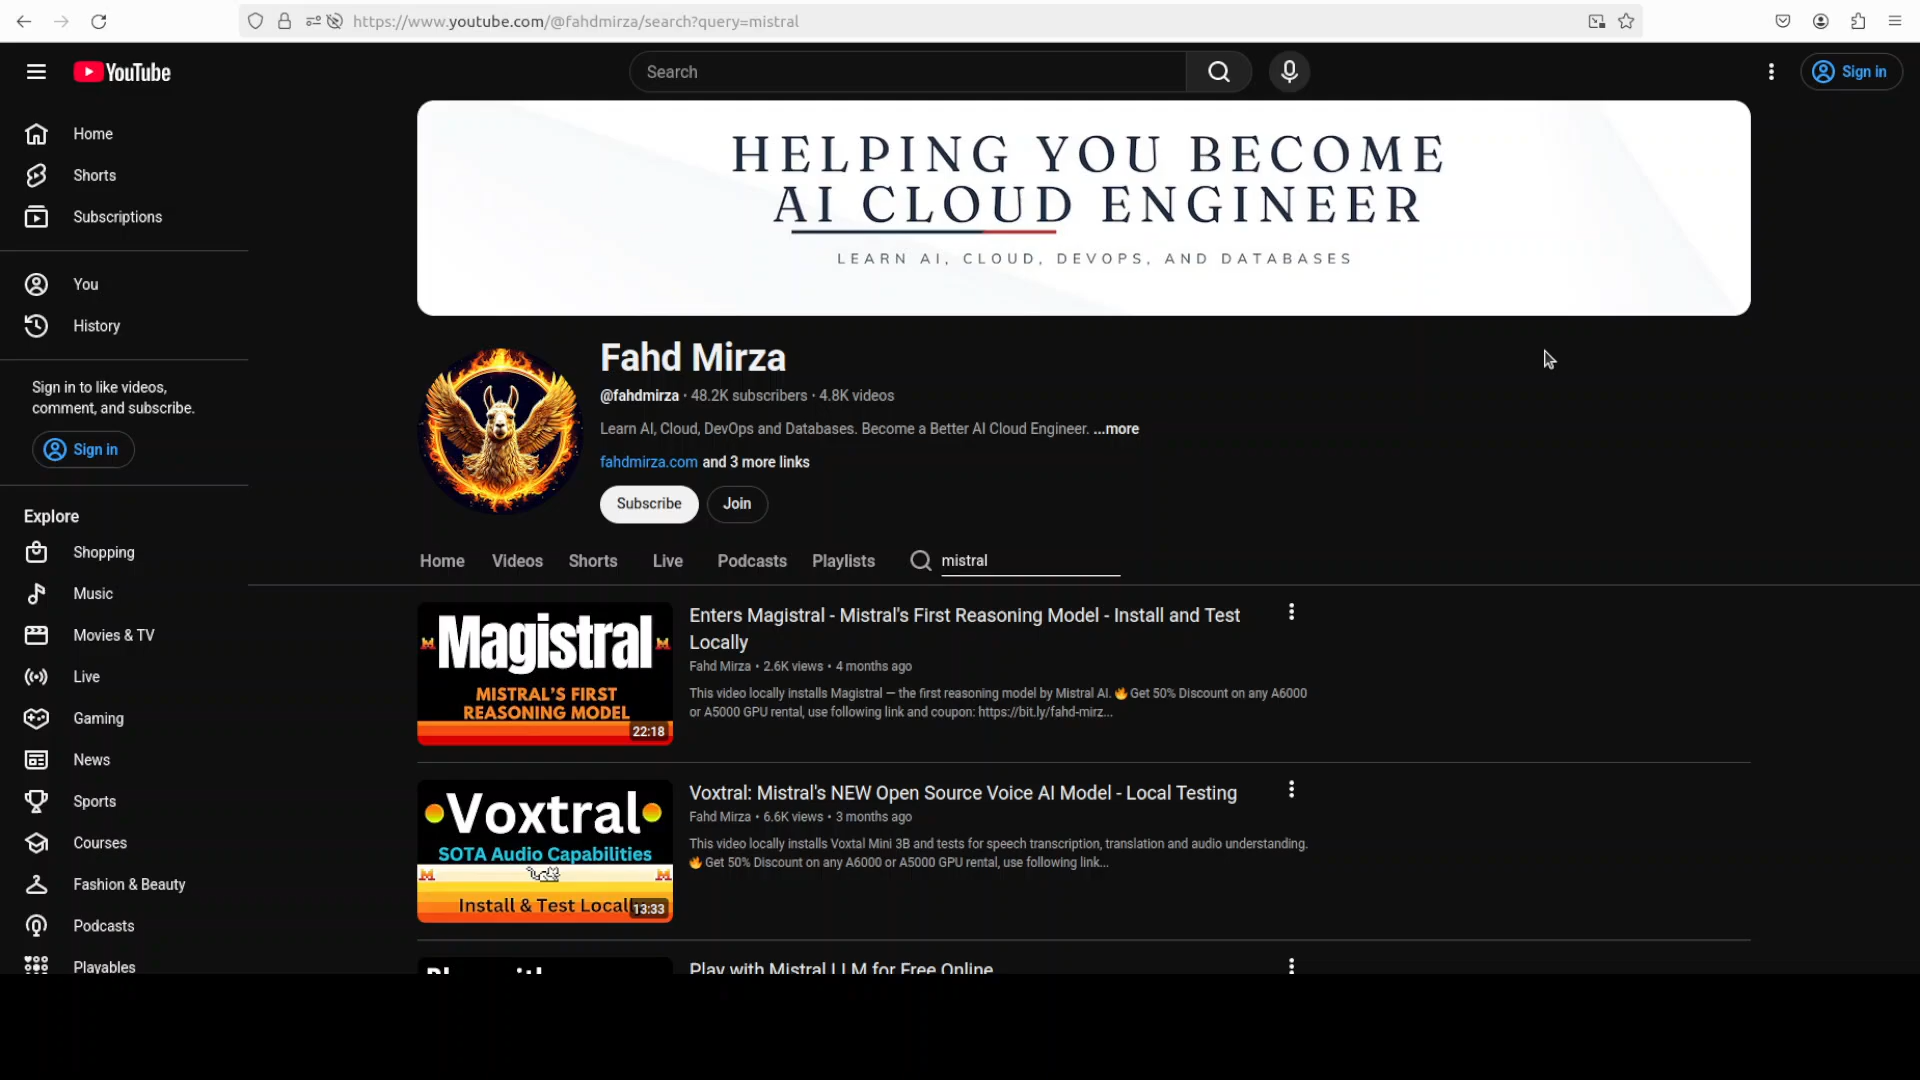 https://www.youtube.com/@fahdmirza/search?query=mistral
YouTube
Search
Sign in
Home
Shorts
Subscriptions
You
History
Sign in to like videos,
comment, and subscribe.
Sign in
Explore
Shopping
Music
Movies & TV
Live
Gaming
News
Sports
Courses
Fashion & Beauty
Podcasts
Playables
HELPING YOU BECOME
AI CLOUD ENGINEER
LEARN AI, CLOUD, DEVOPS, AND DATABASES
Fahd Mirza
@fahdmirza • 48.2K subscribers • 4.8K videos
Learn AI, Cloud, DevOps and Databases. Become a Better AI Cloud Engineer. ...more
fahdmirza.com and 3 more links
Subscribe Join
Home Videos Shorts Live Podcasts Playlists mistral
Magistral
MISTRAL'S FIRST
REASONING MODEL
22:18
Enters Magistral - Mistral's First Reasoning Model - Install and Test
Locally
Fahd Mirza • 2.6K views • 4 months ago
This video locally installs Magistral — the first reasoning model by Mistral AI. 🔥Get 50% Discount on any A6000
or A5000 GPU rental, use following link and coupon: https://bit.ly/fahd-mirz...
Voxtral
SOTA Audio Capabilities
Install & Test Locall
13:33
Voxtral: Mistral's NEW Open Source Voice AI Model - Local Testing
Fahd Mirza • 6.6K views • 3 months ago
This video locally installs Voxtal Mini 3B and tests for speech transcription, translation and audio understanding.
🔥Get 50% Discount on any A6000 or A5000 GPU rental, use following link...
Play with Mistral LLM for Free Online